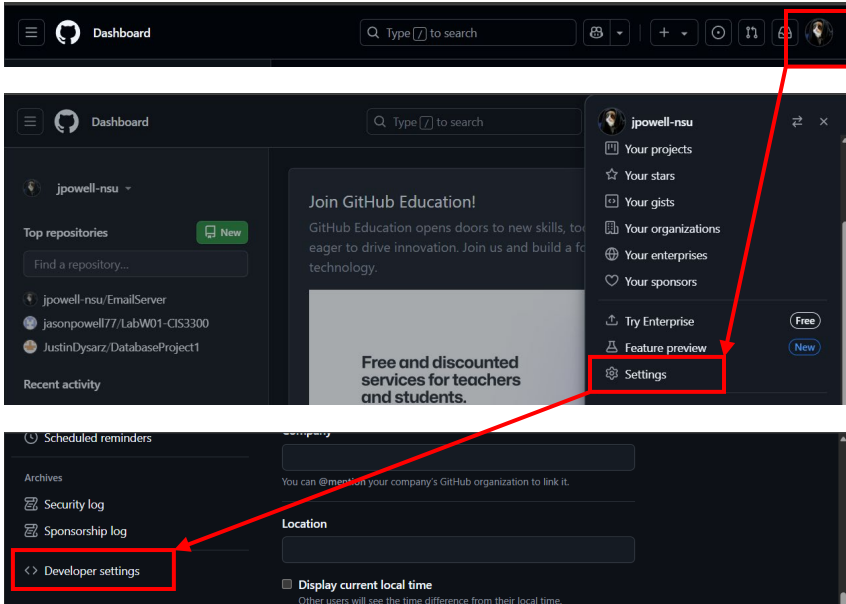 Dashboard
Type / to search
Dashboard
Type / to search
jpowell-nsu
Your projects
Your stars
Your gists
Your organizations
Your enterprises
Your sponsors
Try Enterprise
Free
Feature preview
New
Settings
jpowell-nsu
Top repositories
New
Find a repository...
jpowell-nsu/EmailServer
jasonpowell77/LabW01-CIS3300
JustinDysarz/DatabaseProject1
Recent activity
Join GitHub Education!
GitHub Education opens doors to new skills,
eager to drive innovation. Join us and build a
technology.
Free and discounted
services for teachers
and students.
Scheduled reminders
Archives
Security log
Sponsorship log
Developer settings
Company
You can @mention your company's GitHub organization to link it.
Location
Display current local time
Other users will see the time difference from their local time.